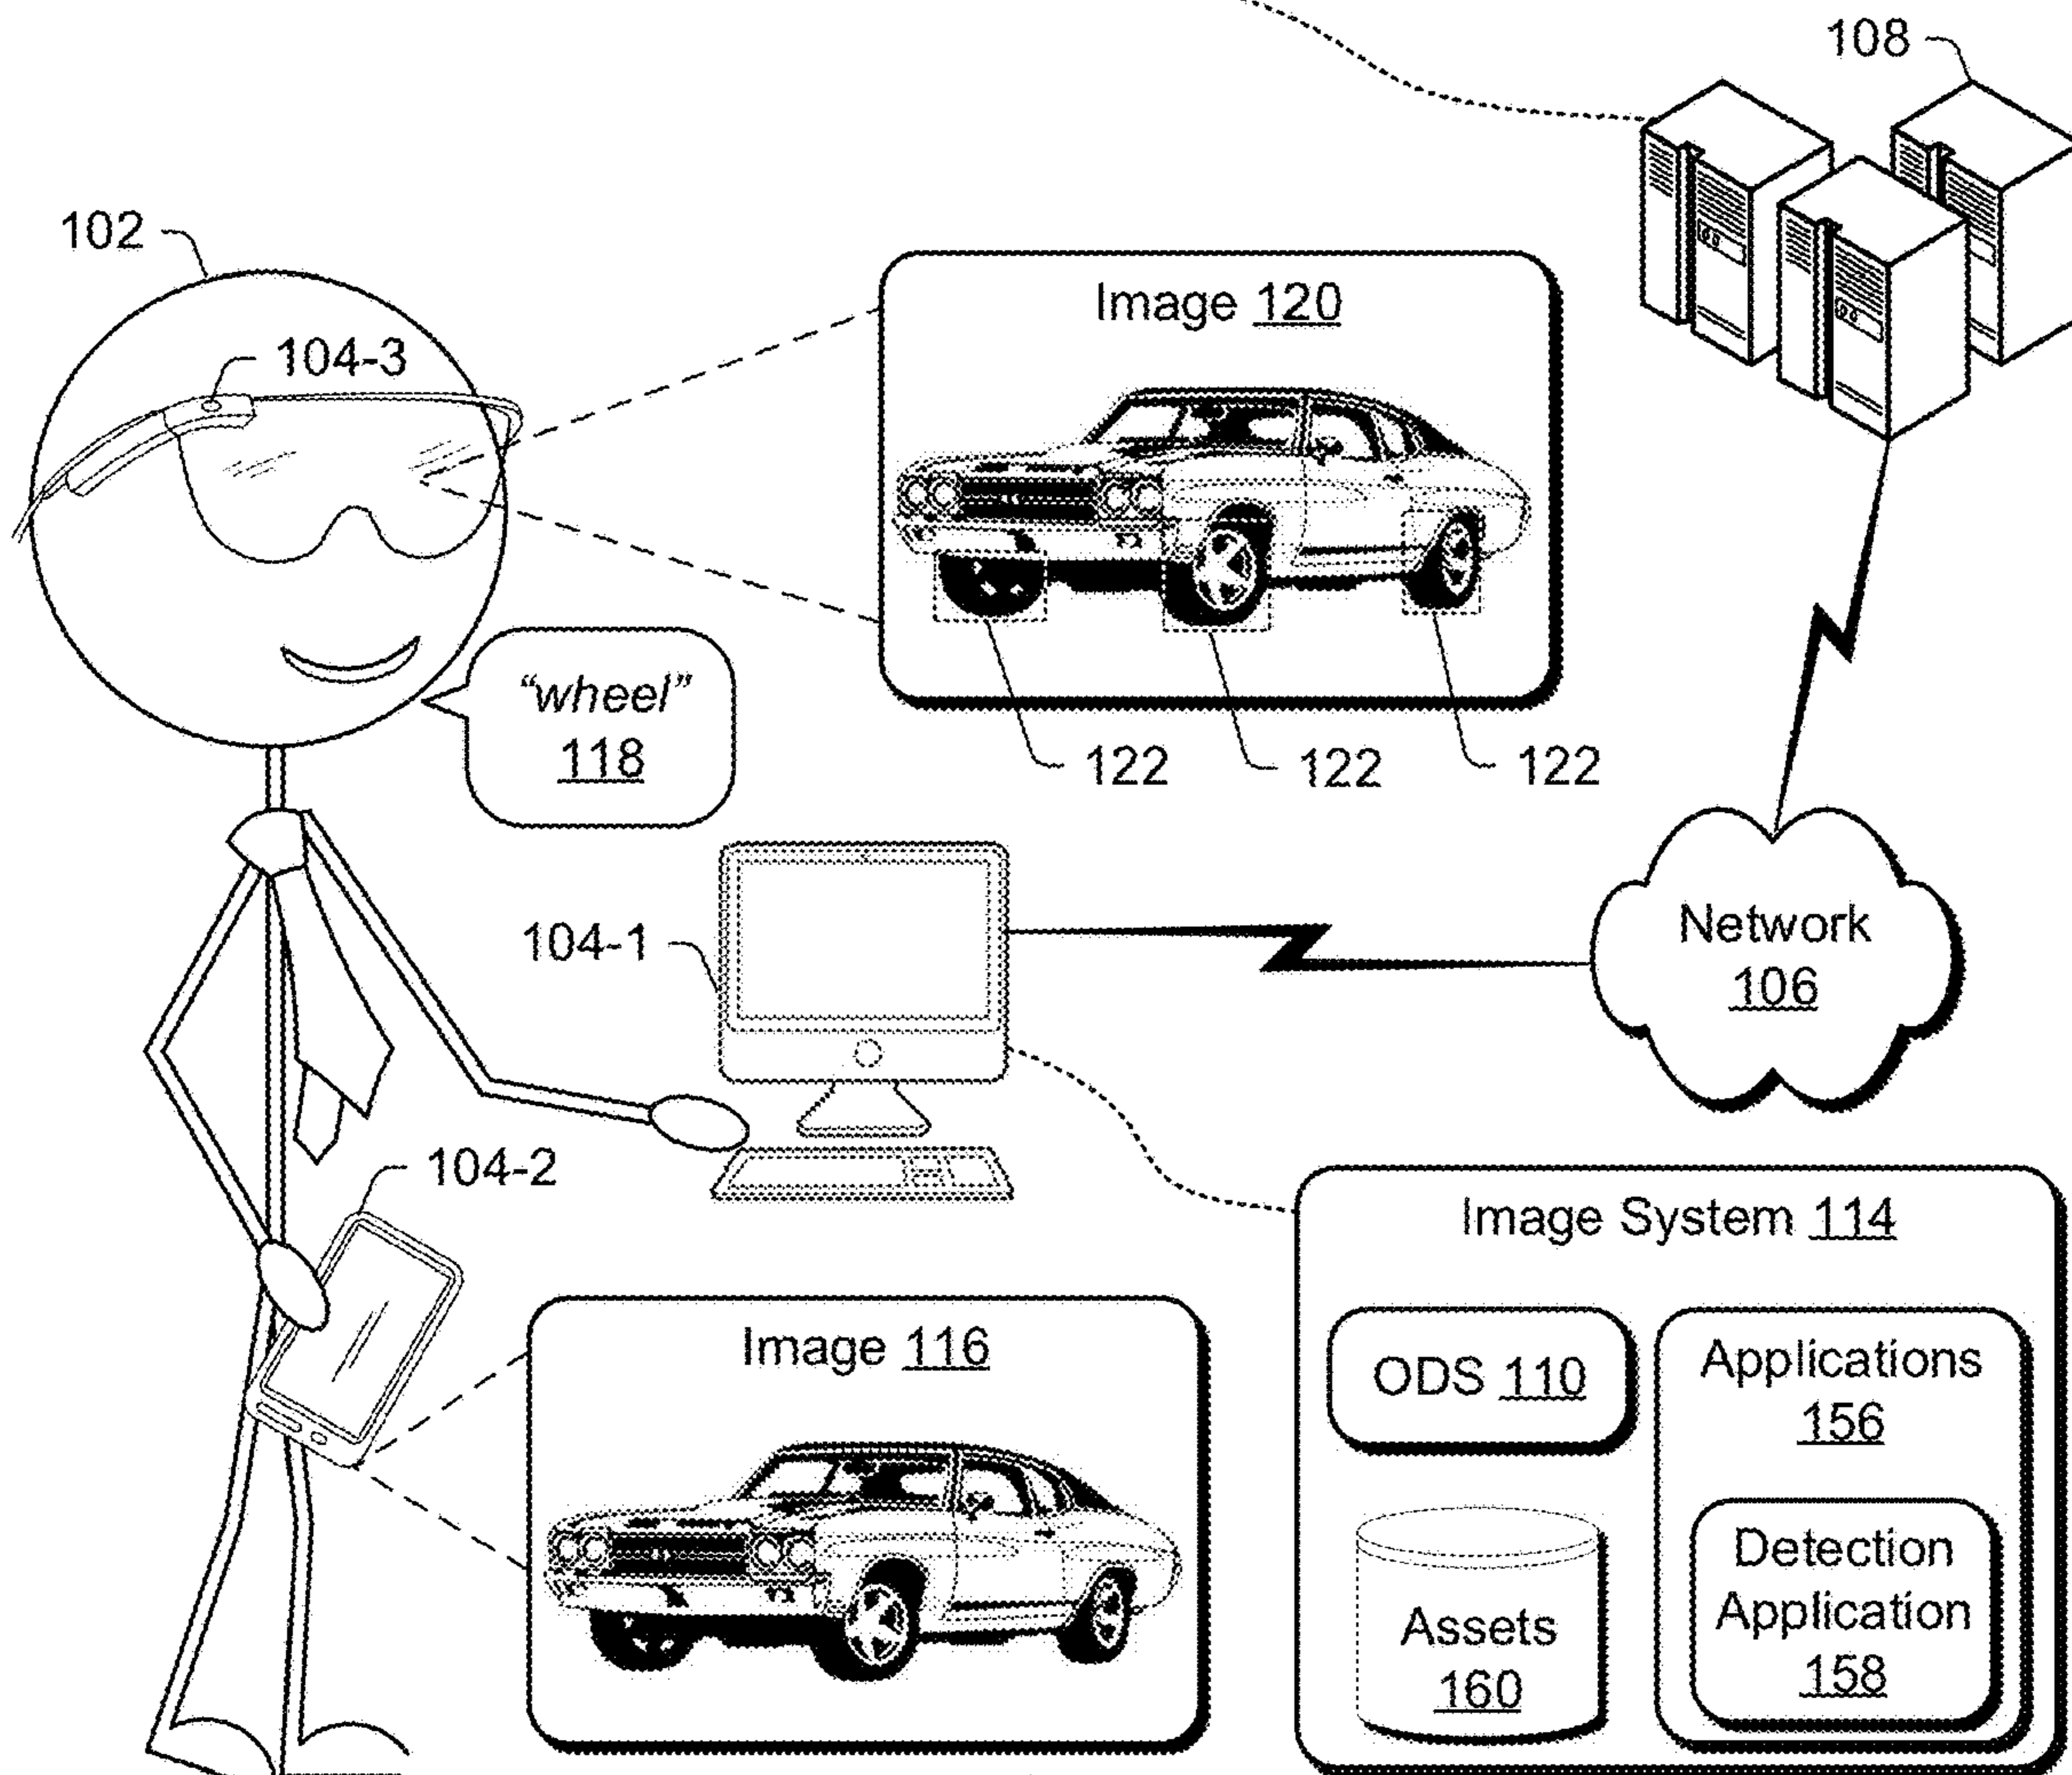 108
102
Image 120
104-3
“wheel”
118
122
122
122
104-1
Network
106
104-2
Image System 114
Image 116
ODS 110
Applications
156
Detection
Application
158
Assets
160